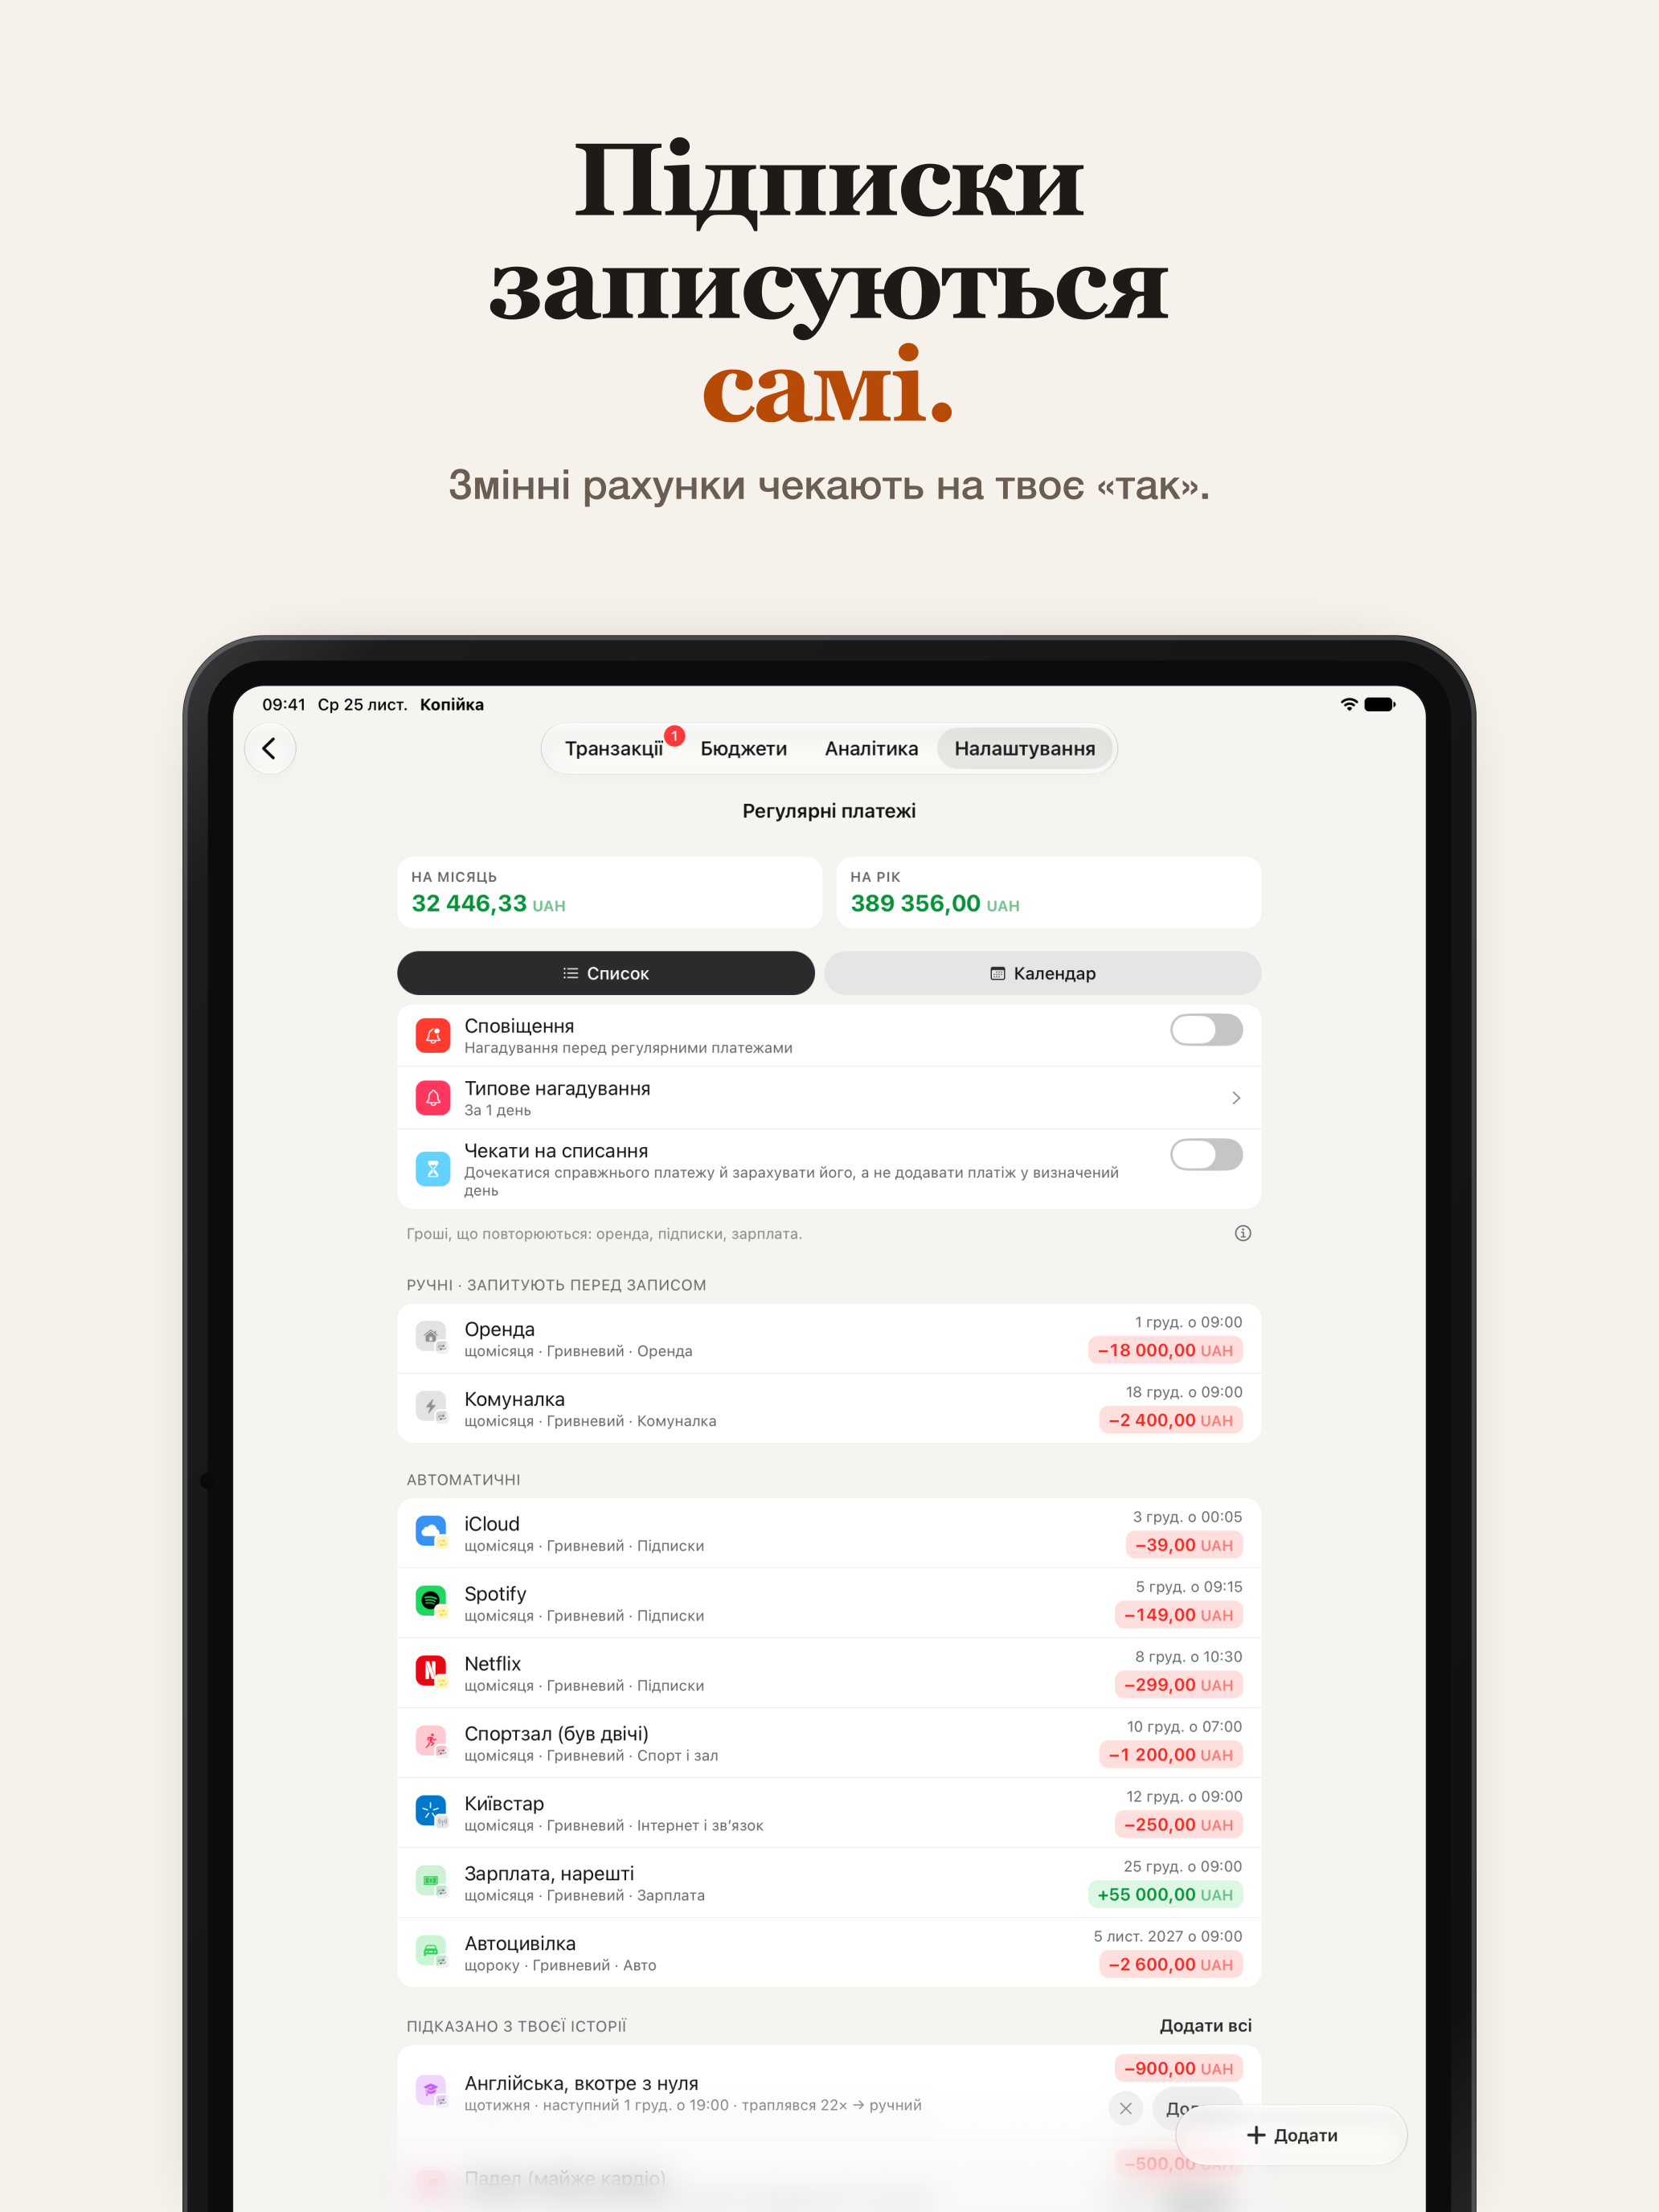 Підписки
записуються
самі.
Змінні рахунки чекають на твоє «так».
09:41 Ср 25 лист. Копійка
Транзакції 1 Бюджети Аналітика Налаштування
Регулярні платежі
НА МІСЯЦЬ
32 446,33 UAH
НА РІК
389 356,00 UAH
Список
Календар
Сповіщення
Нагадування перед регулярними платежами
Типове нагадування
За 1 день
Чекати на списання
Дочекатися справжнього платежу й зарахувати його, а не додавати платіж у визначений
день
Гроші, що повторюються: оренда, підписки, зарплата.
РУЧНІ · ЗАПИТУЮТЬ ПЕРЕД ЗАПИСОМ
Оренда
щомісяця · Гривневий · Оренда
1 груд. о 09:00
−18 000,00 UAH
Комуналка
щомісяця · Гривневий · Комуналка
18 груд. о 09:00
−2 400,00 UAH
АВТОМАТИЧНІ
iCloud
щомісяця · Гривневий · Підписки
3 груд. о 00:05
−39,00 UAH
Spotify
щомісяця · Гривневий · Підписки
5 груд. о 09:15
−149,00 UAH
Netflix
щомісяця · Гривневий · Підписки
8 груд. о 10:30
−299,00 UAH
Спортзал (був двічі)
щомісяця · Гривневий · Спорт і зал
10 груд. о 07:00
−1 200,00 UAH
Київстар
щомісяця · Гривневий · Інтернет і зв’язок
12 груд. о 09:00
−250,00 UAH
Зарплата, нарешті
щомісяця · Гривневий · Зарплата
25 груд. о 09:00
+55 000,00 UAH
Автоцивілка
щороку · Гривневий · Авто
5 лист. 2027 о 09:00
−2 600,00 UAH
ПІДКАЗАНО З ТВОЄЇ ІСТОРІЇ
Додати всі
Англійська, вкотре з нуля
щотижня · наступний 1 груд. о 19:00 · траплявся 22× → ручний
−900,00 UAH
Падел (майже кардіо)
−500,00 UAH
+ Додати